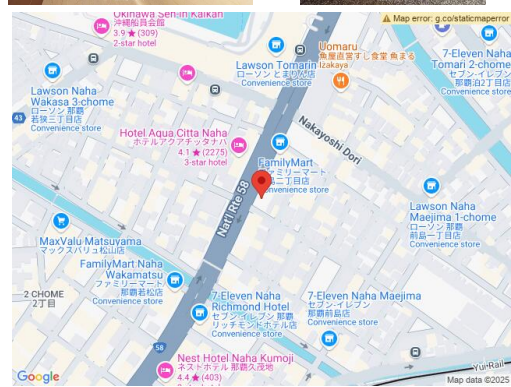 Okinawa Sen'in Kaikan
沖縄船員会館
3.9 ★ (309)
2-star hotel
⚠ Map error: g.co/staticmaperror
Uomaru
魚屋直営すし食堂 魚まる
Izakaya
Lawson Tomarin
ローソン とまりん店
Convenience store
7-Eleven Naha
Tomari 2-chome
セブン-イレブン
那覇泊2丁目店
Convenience store
Lawson Naha
Wakasa 3-chome
ローソン 那覇
若狭三丁目店
Convenience store
43
Nakayoshi Dori
Hotel Aqua Citta Naha
ホテルアクアチッタナハ
4.1 ★ (2275)
3-star hotel
FamilyMart
ファミリーマート
前島二丁目店
Convenience store
Nat'l Rte 58
Lawson Naha
Maejima 1-chome
ローソン 那覇
前島一丁目店
Convenience store
MaxValu Matsuyama
マックスバリュ松山店
FamilyMart Naha
Wakamatsu
ファミリーマート
那覇若松店
Convenience store
2 CHOME
2丁目
7-Eleven Naha
Richmond Hotel
セブン-イレブン 那覇
リッチモンドホテル店
Convenience store
7-Eleven Naha Maejima
セブン-イレブン
那覇前島店
Convenience store
58
Nest Hotel Naha Kumoji
ネストホテル 那覇久茂地
4.4 ★ (403)
Yui Rail
Google
Map data ©2025